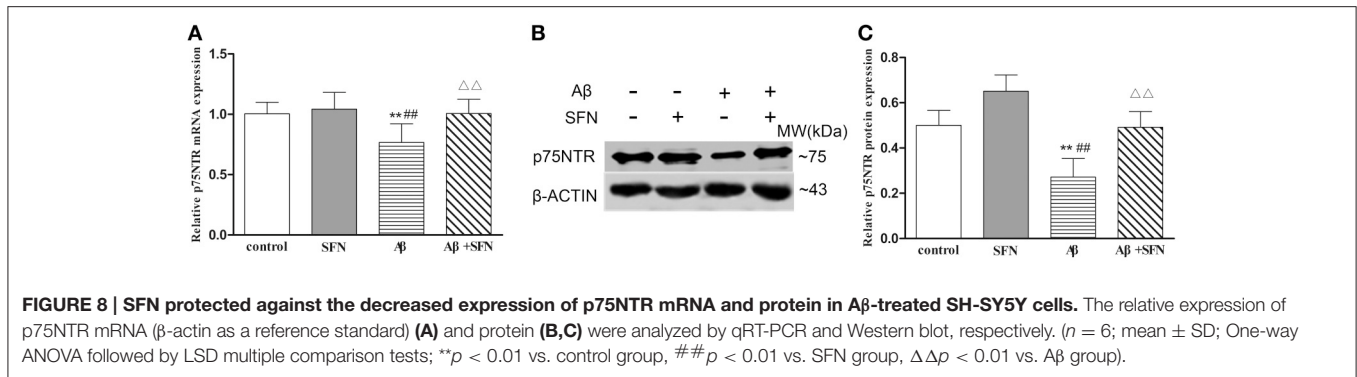 A
B
C
Relative p75NTR mRNA expression
1.5
1.0
0.5
0.0
**##
△△
control
SFN
Aβ
Aβ +SFN
Aβ - - + +
SFN - + - +
MW(kDa)
p75NTR ~75
β-ACTIN ~43
Relative p75NTR protein expression
0.8
0.6
0.4
0.2
0.0
** ##
△△
control
SFN
Aβ
Aβ +SFN
FIGURE 8 | SFN protected against the decreased expression of p75NTR mRNA and protein in Aβ-treated SH-SY5Y cells. The relative expression of
p75NTR mRNA (β-actin as a reference standard) (A) and protein (B,C) were analyzed by qRT-PCR and Western blot, respectively. (n = 6; mean ± SD; One-way
ANOVA followed by LSD multiple comparison tests; **p < 0.01 vs. control group, ##p < 0.01 vs. SFN group, ΔΔp < 0.01 vs. Aβ group).